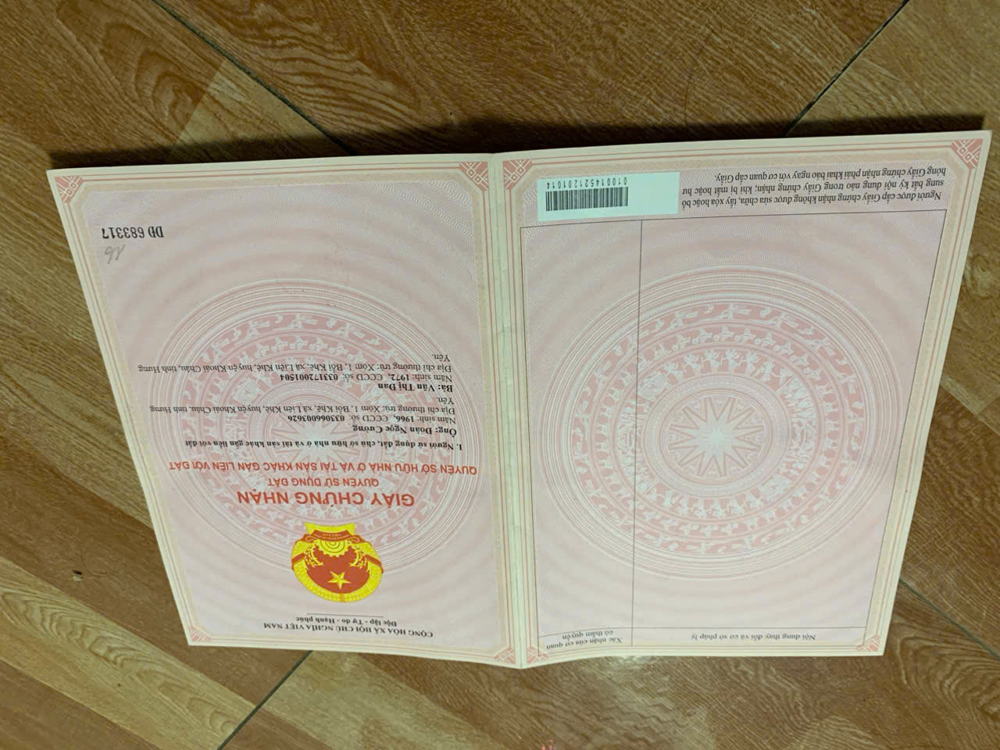 CỘNG HÒA XÃ HỘI CHỦ NGHĨA VIỆT NAM
Độc lập - Tự do - Hạnh phúc
GIẤY CHỨNG NHẬN
QUYỀN SỬ DỤNG ĐẤT
QUYỀN SỞ HỮU NHÀ Ở VÀ TÀI SẢN KHÁC GẮN LIỀN VỚI ĐẤT
I. Người sử dụng đất, chủ sở hữu nhà ở và tài sản khác gắn liền với đất
Ông: Đoàn Ngọc Cường
Năm sinh: 1966, CCCD số: 033066003626
Địa chỉ thường trú: Xóm 1, Bối Khê, xã Liên Khê, huyện Khoái Châu, tỉnh Hưng
Yên.
Bà: Văn Thị Đan
Năm sinh: 1972, CCCD số: 033172001504
Địa chỉ thường trú: Xóm 1, Bối Khê, xã Liên Khê, huyện Khoái Châu, tỉnh Hưng
Yên.
DD 683317
Nội dung thay đổi và cơ sở pháp lý
Xác nhận của cơ quan
có thẩm quyền
Người được cấp Giấy chứng nhận không được sửa chữa, tẩy xóa hoặc bổ
sung bất kỳ nội dung nào trong Giấy chứng nhận; khi bị mất hoặc hư
hỏng Giấy chứng nhận phải khai báo ngay với cơ quan cấp Giấy.
010014521201014